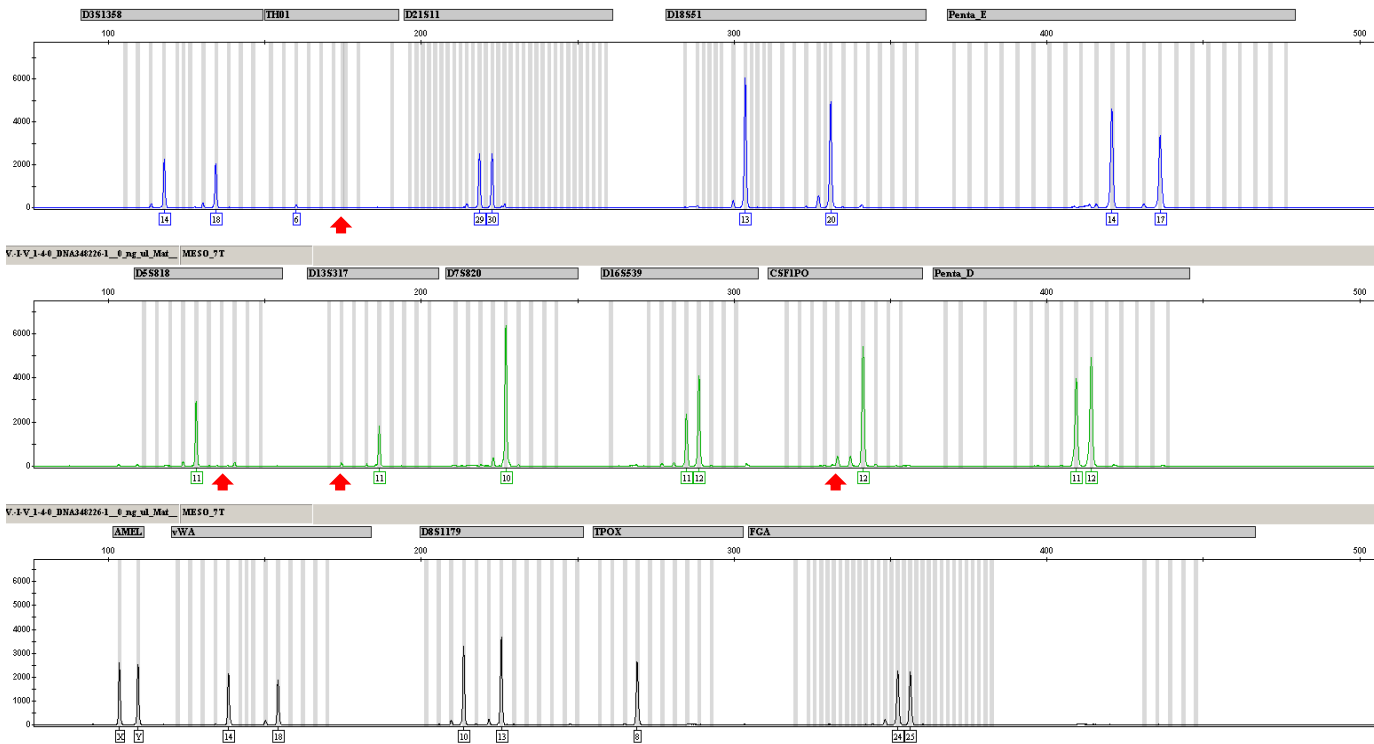 D3S1358 TH01 D21S11 D18S51 Penta_E
100 200 300 400 500
6000
4000
2000
0
14 18 6 29 30 13 20 14 17
V.-I-V_1-4-0_DNA348226-1__0_ng_ul_Mat__ MESO_7T
D5S818 D13S317 D7S820 D16S539 CSF1PO Penta_D
100 200 300 400 500
6000
4000
2000
0
11 11 10 11 12 12 11 12
V.-I-V_1-4-0_DNA348226-1__0_ng_ul_Mat__ MESO_7T
AMEL vWA D8S1179 TPOX FGA
100 200 300 400 500
6000
5000
4000
3000
2000
1000
0
X Y 14 18 10 13 8 24 25